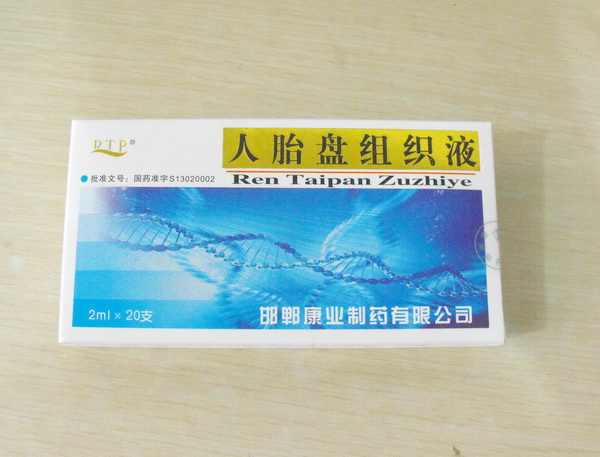 RTP®
人胎盘组织液
Ren Taipan Zuzhiye
批准文号：国药准字S13020002
2ml×20支
邯郸康业制药有限公司